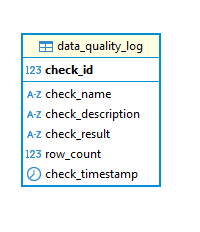 data_quality_log
123 check_id
A-Z check_name
A-Z check_description
A-Z check_result
123 row_count
check_timestamp